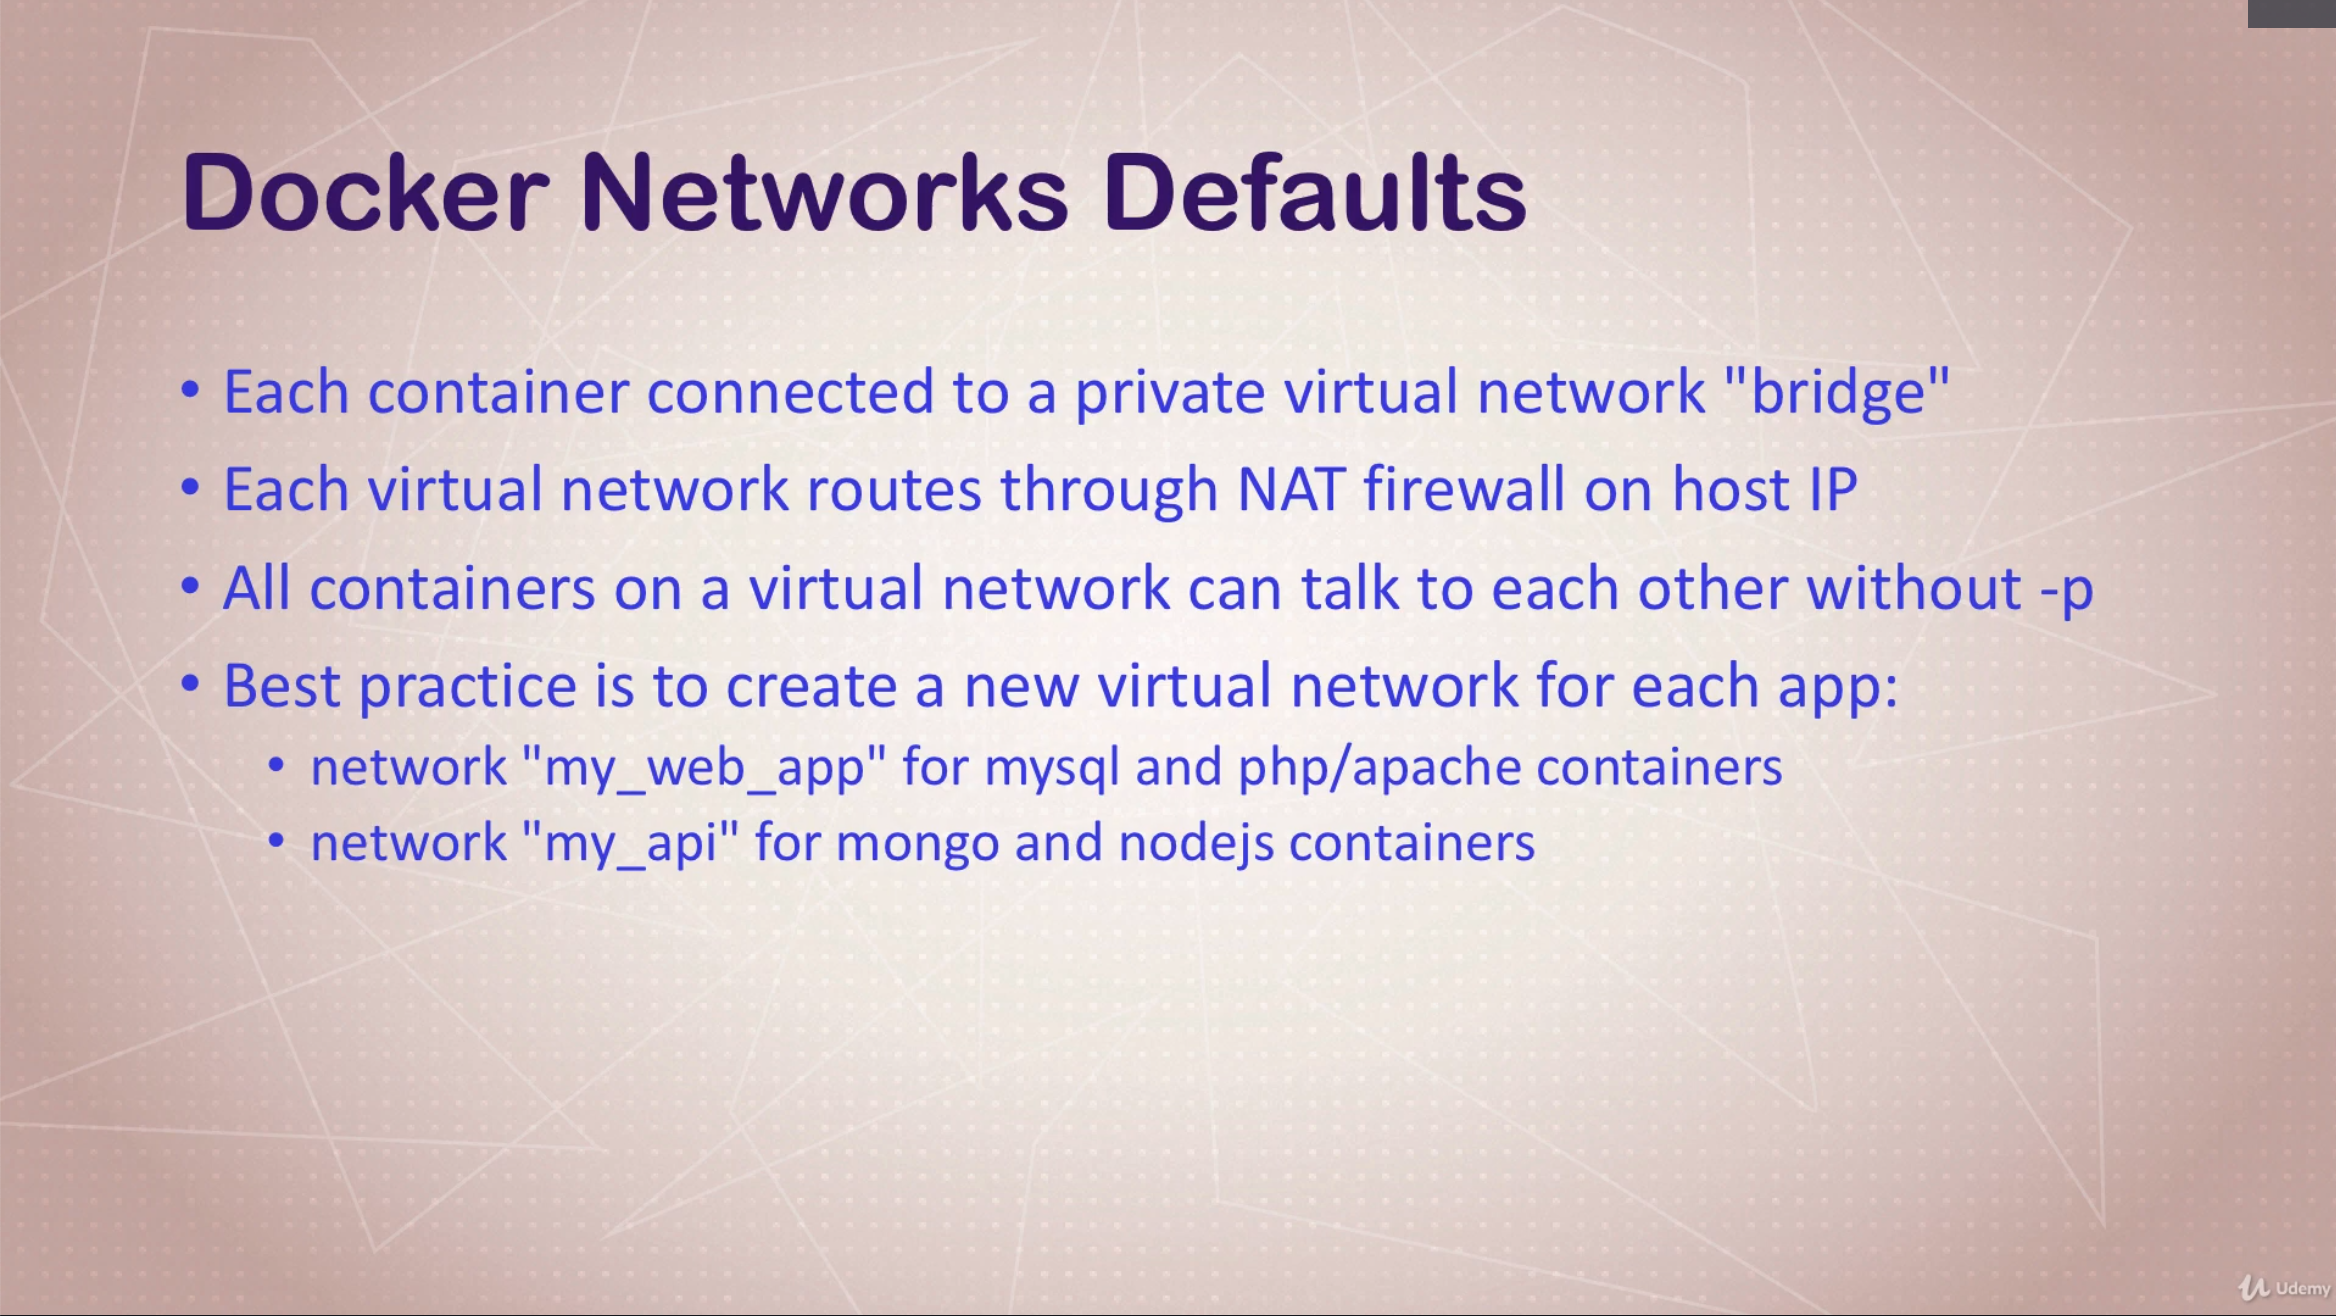 Docker Networks Defaults
• Each container connected to a private virtual network "bridge"
• Each virtual network routes through NAT firewall on host IP
• All containers on a virtual network can talk to each other without -p
• Best practice is to create a new virtual network for each app:
• network "my_web_app" for mysql and php/apache containers
• network "my_api" for mongo and nodejs containers
Udemy